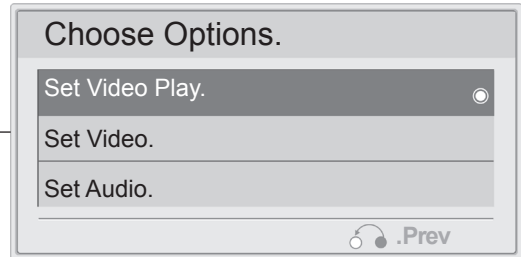 Choose Options.
Set Video Play.
Set Video.
Set Audio.
.Prev